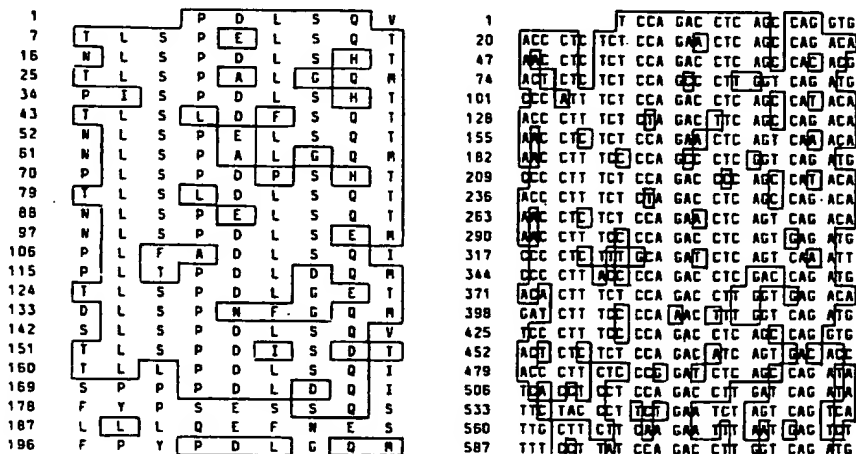 1 P D L S Q V
7 T L S P E L S Q T
16 N L S P D L S H T
25 T L S P A L G Q M
34 P I S P D L S H T
43 T L S L D F S Q T
52 N L S P E L S Q T
61 N L S P A L G Q M
70 P L S P D P S H T
79 T L S L D L S Q T
88 N L S P E L S Q T
97 N L S P D L S E M
106 P L F A D L S Q I
115 P L T P D L D Q M
124 T L S P D L G E T
133 D L S P N F G Q M
142 S L S P D L S Q V
151 T L S P D I S D T
160 T L L P D L S Q I
169 S P P P D L D Q I
178 F Y P S E S S Q S
187 L L L Q E F N E S
196 F P Y P D L G Q M
1 T CCA GAC CTC AGC CAG GTG
20 ACC CTC TCT CCA GAA CTC AGC CAG ACA
47 AAC CTC TCT CCA GAC CTC AGC CAC ACG
74 ACT CTC TCT CCA GCC CTT GGT CAG ATG
101 CCC ATT TCT CCA GAC CTC AGC CAT ACA
128 ACC CTT TCT CTA GAC TTC AGC CAG ACA
155 AAC CTC TCT CCA GAA CTC AGT CAA ACA
182 AAC CTT TCC CCA GCC CTC GGT CAG ATG
209 CCC CTT TCT CCA GAC CCC AGC CAT ACA
236 ACC CTT TCT CTA GAC CTC AGC CAG ACA
263 AAC CTC TCT CCA GAA CTC AGT CAG ACA
290 AAC CTT TCC CCA GAC CTC AGT GAG ATG
317 CCC CTC TTT GCA GAT CTC AGT CAA ATT
344 CCC CTT ACC CCA GAC CTC GAC CAG ATG
371 ACA CTT TCT CCA GAC CTT GGT GAG ACA
398 GAT CTT TCC CCA AAC TTT GGT CAG ATG
425 TCC CTT TCC CCA GAC CTC AGC CAG GTG
452 ACT CTC TCT CCA GAC ATC AGT GAC ACC
479 ACC CTT CTC CCG GAT CTC AGC CAG ATA
506 TCA CCT CCC CCA GAC CTT GAT CAG ATA
533 TTC TAC CCT TCT GAA TCT AGT CAG TCA
560 TTG CTT CTT CAA GAA TTT AAT GAG TCT
587 TTT CCT TAT CCA GAC CTT GGT CAG ATG